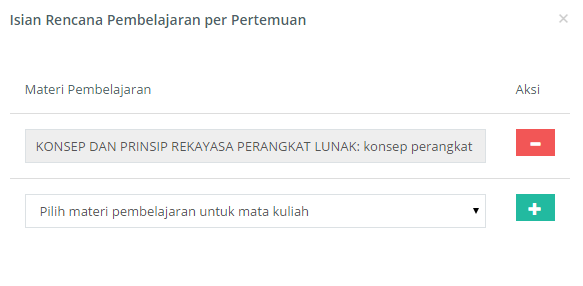 Isian Rencana Pembelajaran per Pertemuan
Materi Pembelajaran Aksi
KONSEP DAN PRINSIP REKAYASA PERANGKAT LUNAK: konsep perangkat
Pilih materi pembelajaran untuk mata kuliah